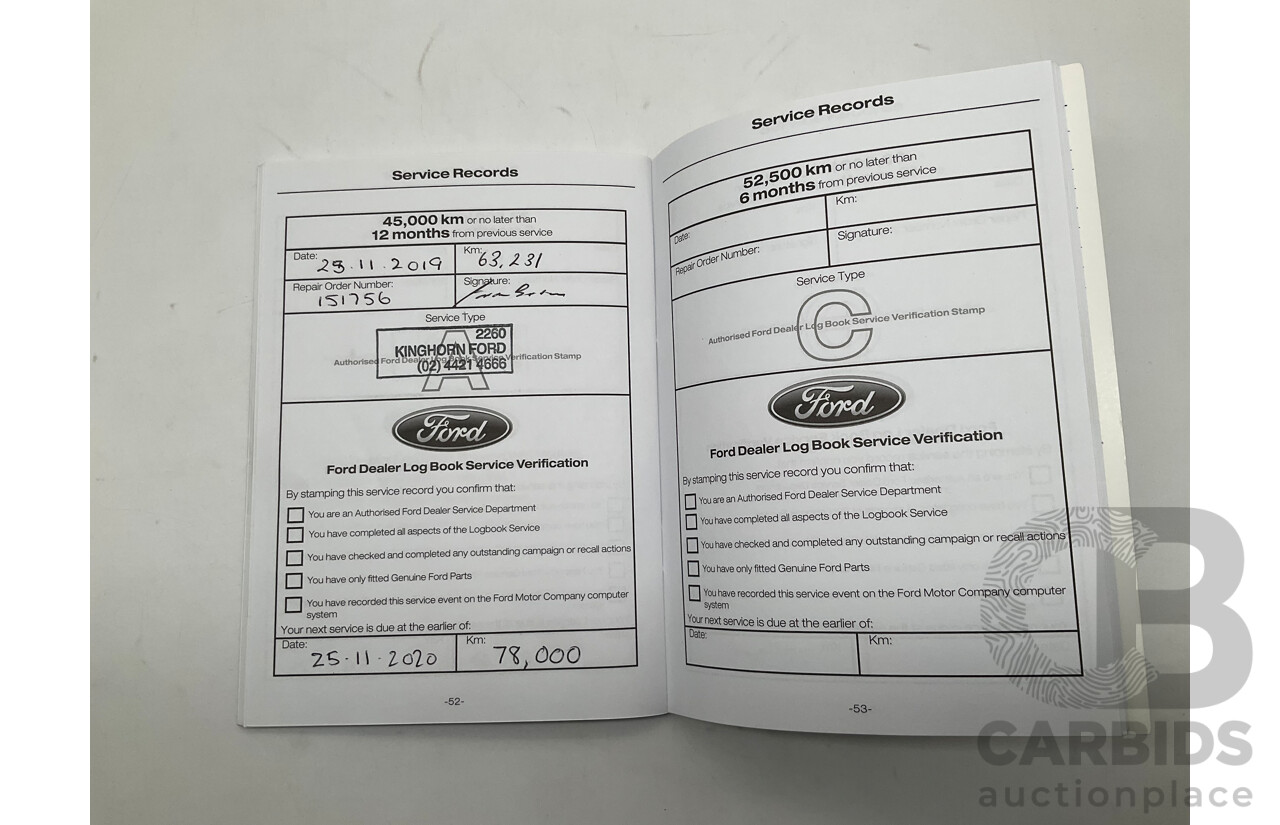 Service Records
45,000 km or no later than
12 months from previous service
Date: 25.11.2019
Km: 63,231
Repair Order Number: 151756
Signature:
Service Type
A
2260
KINGHORN FORD
(02) 4421 4666
Authorised Ford Dealer Log Book Service Verification Stamp
Ford
Ford Dealer Log Book Service Verification
By stamping this service record you confirm that:
You are an Authorised Ford Dealer Service Department
You have completed all aspects of the Logbook Service
You have checked and completed any outstanding campaign or recall actions
You have only fitted Genuine Ford Parts
You have recorded this service event on the Ford Motor Company computer
system
Your next service is due at the earlier of:
Date: 25-11-2020
Km: 78,000
-52-
Service Records
52,500 km or no later than
6 months from previous service
Date:
Km:
Repair Order Number:
Signature:
Service Type
C
Authorised Ford Dealer Log Book Service Verification Stamp
Ford
Ford Dealer Log Book Service Verification
By stamping this service record you confirm that:
You are an Authorised Ford Dealer Service Department
You have completed all aspects of the Logbook Service
You have checked and completed any outstanding campaign or recall actions
You have only fitted Genuine Ford Parts
You have recorded this service event on the Ford Motor Company computer
system
Your next service is due at the earlier of:
Date:
Km:
-53-
CB
CARBIDS
auctionplace